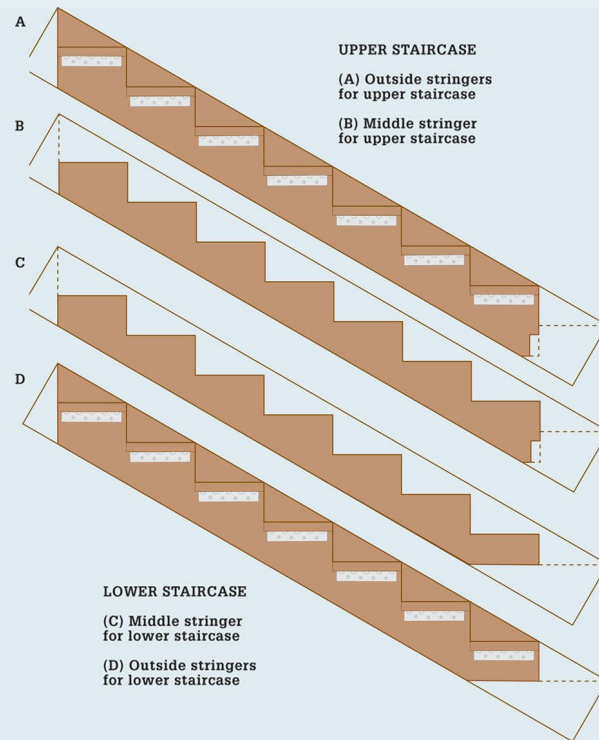 A
UPPER STAIRCASE
(A) Outside stringers
for upper staircase
B
(B) Middle stringer
for upper staircase
C
D
LOWER STAIRCASE
(C) Middle stringer
for lower staircase
(D) Outside stringers
for lower staircase